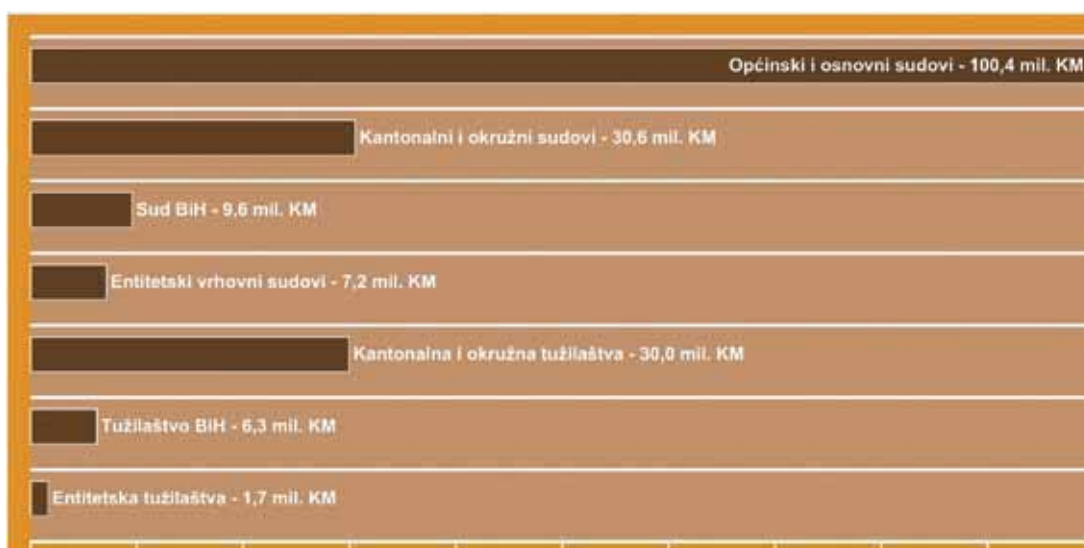 Općinski i osnovni sudovi - 100,4 mil. KM
Kantonalni i okružni sudovi - 30,6 mil. KM
Sud BiH - 9,6 mil. KM
Entitetski vrhovni sudovi - 7,2 mil. KM
Kantonalna i okružna tužilaštva - 30,0 mil. KM
Tužilaštvo BiH - 6,3 mil. KM
Entitetska tužilaštva - 1,7 mil. KM